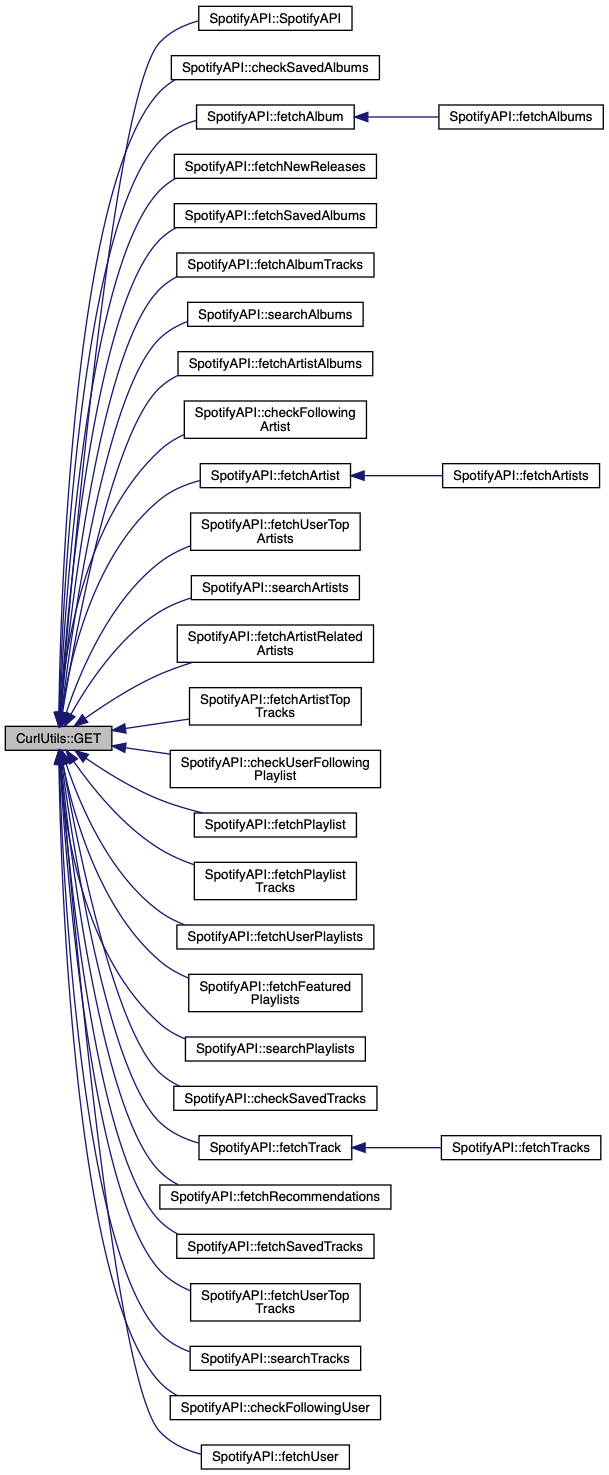 SpotifyAPI::SpotifyAPI
SpotifyAPI::checkSavedAlbums
SpotifyAPI::fetchAlbum
SpotifyAPI::fetchAlbums
SpotifyAPI::fetchNewReleases
SpotifyAPI::fetchSavedAlbums
SpotifyAPI::fetchAlbumTracks
SpotifyAPI::searchAlbums
SpotifyAPI::fetchArtistAlbums
SpotifyAPI::checkFollowing
Artist
SpotifyAPI::fetchArtist
SpotifyAPI::fetchArtists
SpotifyAPI::fetchUserTop
Artists
SpotifyAPI::searchArtists
SpotifyAPI::fetchArtistRelated
Artists
SpotifyAPI::fetchArtistTop
Tracks
CurlUtils::GET
SpotifyAPI::checkUserFollowing
Playlist
SpotifyAPI::fetchPlaylist
SpotifyAPI::fetchPlaylist
Tracks
SpotifyAPI::fetchUserPlaylists
SpotifyAPI::fetchFeatured
Playlists
SpotifyAPI::searchPlaylists
SpotifyAPI::checkSavedTracks
SpotifyAPI::fetchTrack
SpotifyAPI::fetchTracks
SpotifyAPI::fetchRecommendations
SpotifyAPI::fetchSavedTracks
SpotifyAPI::fetchUserTop
Tracks
SpotifyAPI::searchTracks
SpotifyAPI::checkFollowingUser
SpotifyAPI::fetchUser